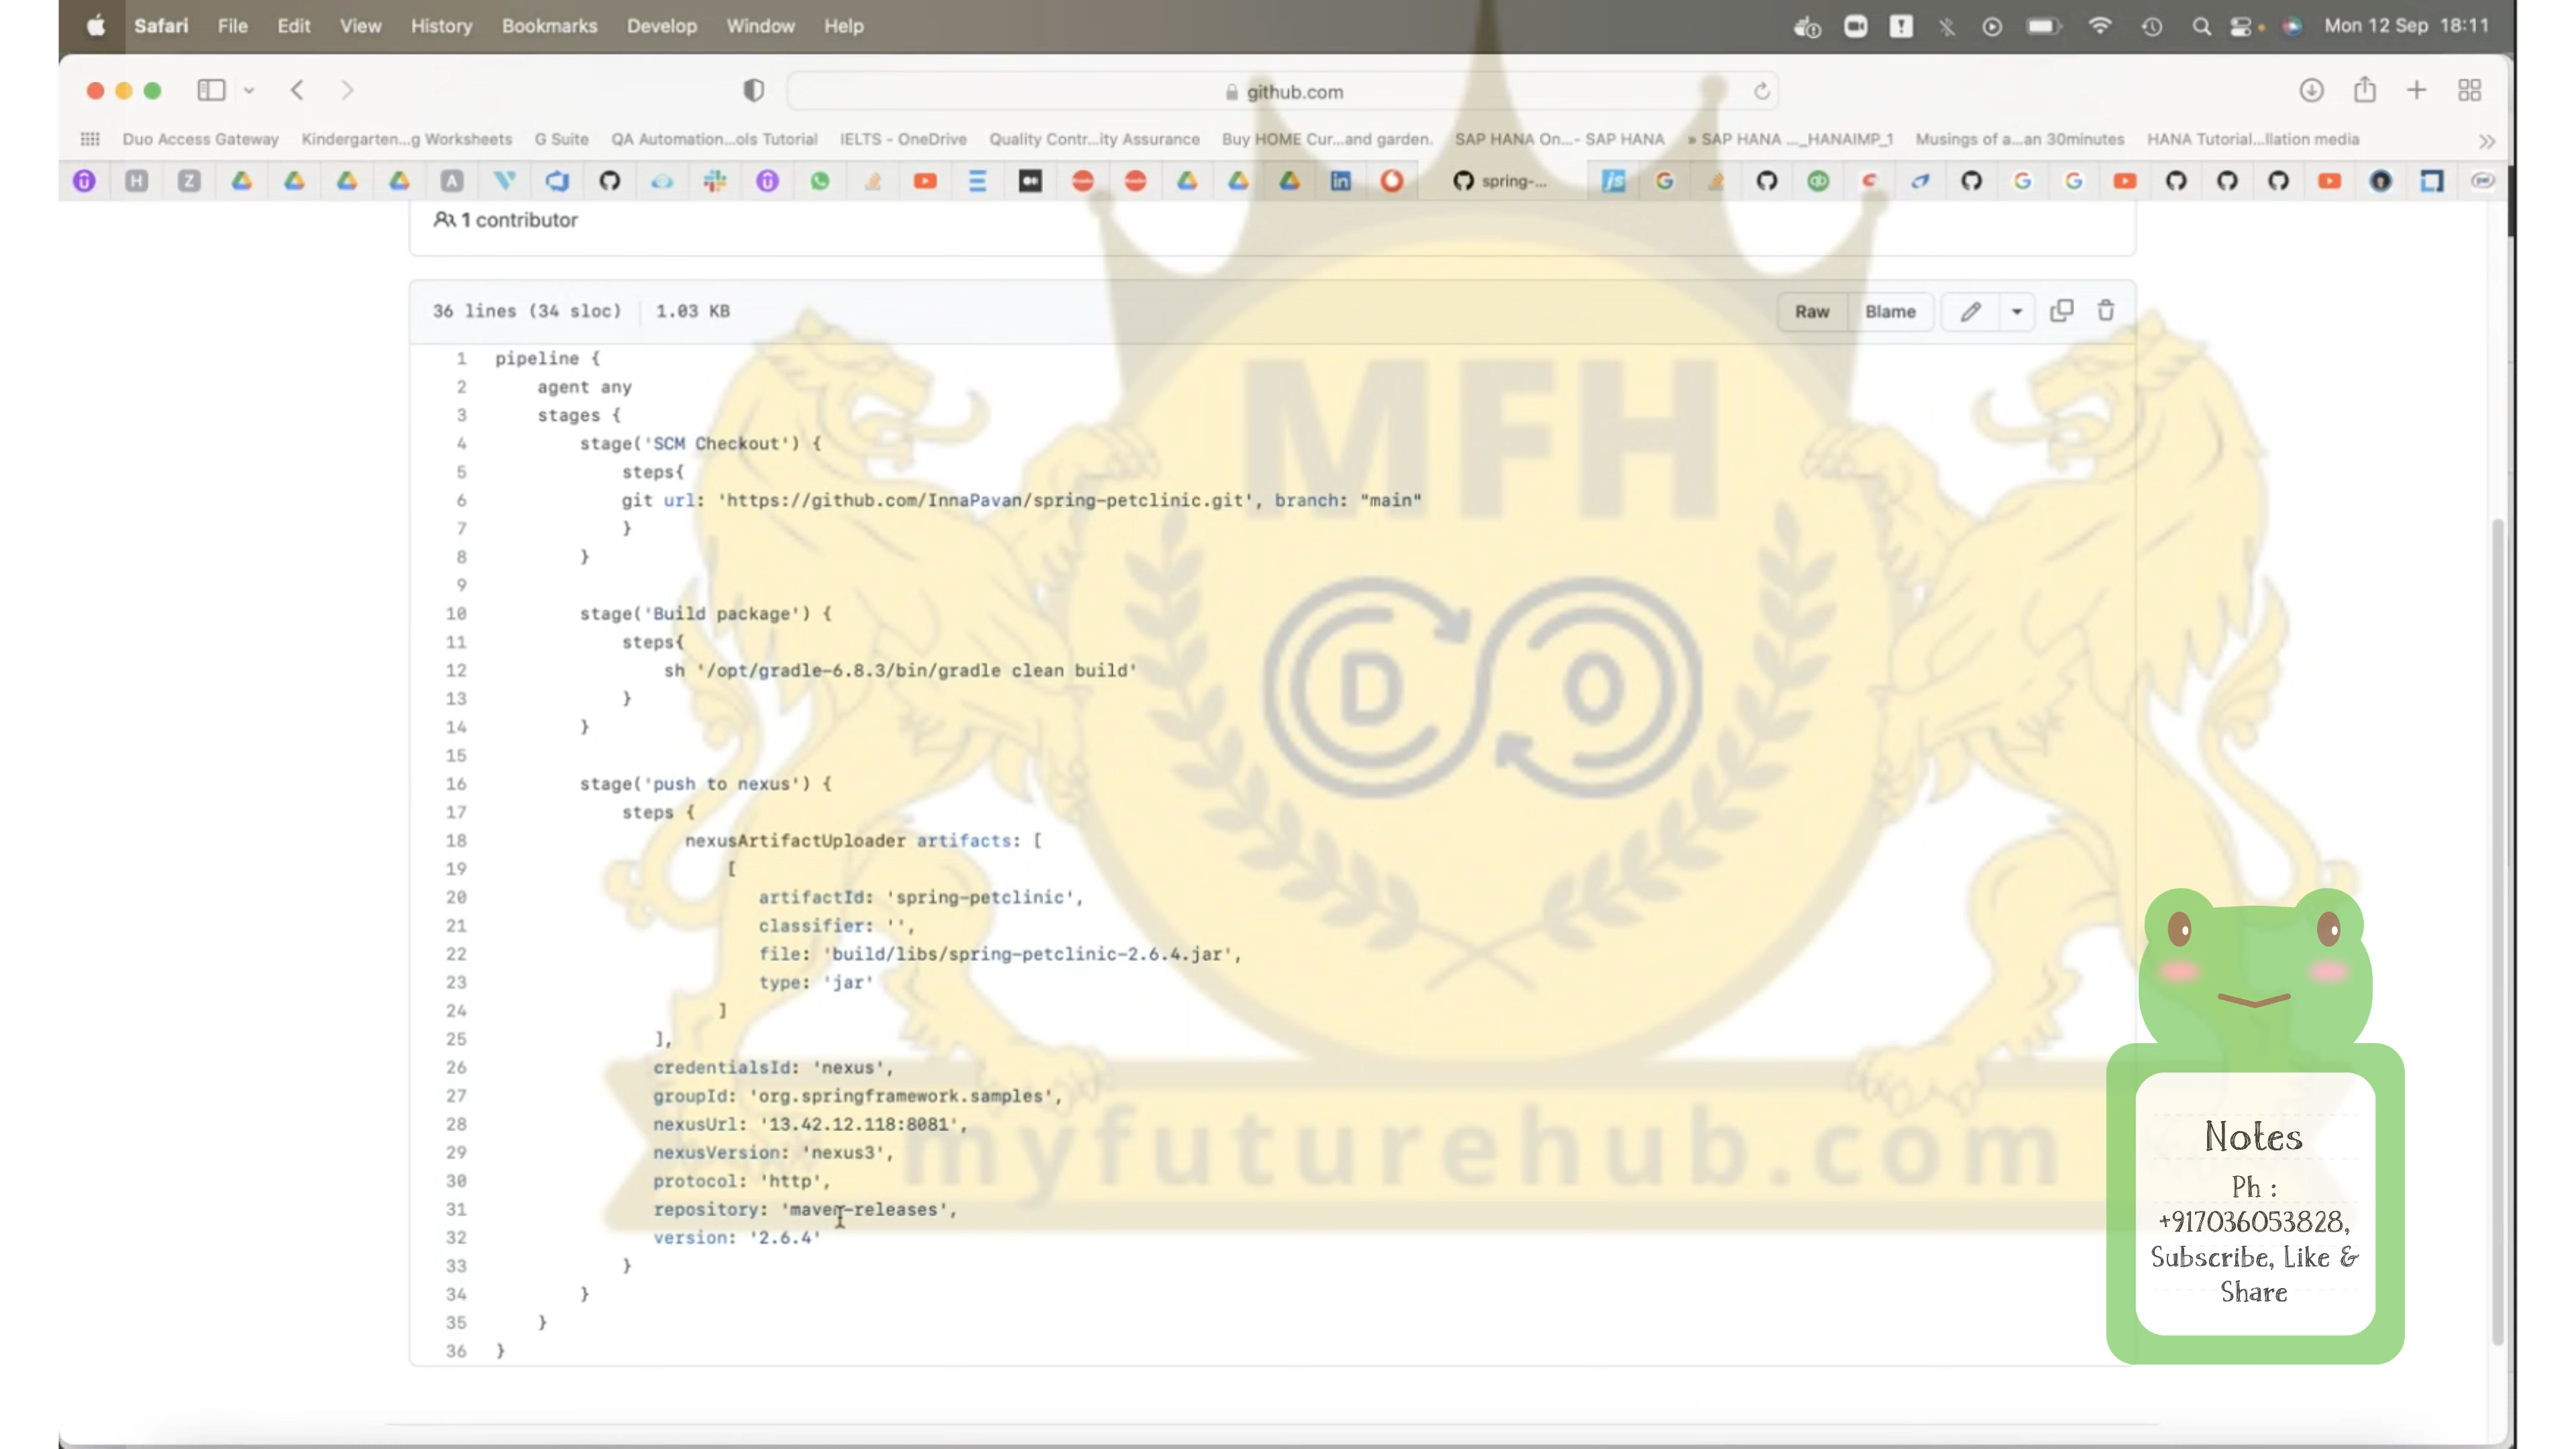 Safari File Edit View History Bookmarks Develop Window Help Mon 12 Sep 18:11
github.com
Duo Access Gateway Kindergarten...g Worksheets G Suite QA Automation...ols Tutorial IELTS - OneDrive Quality Contr...ity Assurance Buy HOME Cur...and garden. SAP HANA On...- SAP HANA » SAP HANA ..._HANAIMP_1 Musings of a...an 30minutes HANA Tutorial...llation media
spring-...
1 contributor
36 lines (34 sloc) 1.03 KB Raw Blame
1 pipeline {
2 agent any
3 stages {
4 stage('SCM Checkout') {
5 steps{
6 git url: 'https://github.com/InnaPavan/spring-petclinic.git', branch: "main"
7 }
8 }
9
10 stage('Build package') {
11 steps{
12 sh '/opt/gradle-6.8.3/bin/gradle clean build'
13 }
14 }
15
16 stage('push to nexus') {
17 steps {
18 nexusArtifactUploader artifacts: [
19 [
20 artifactId: 'spring-petclinic',
21 classifier: '',
22 file: 'build/libs/spring-petclinic-2.6.4.jar',
23 type: 'jar'
24 ]
25 ],
26 credentialsId: 'nexus',
27 groupId: 'org.springframework.samples',
28 nexusUrl: '13.42.12.118:8081',
29 nexusVersion: 'nexus3',
30 protocol: 'http',
31 repository: 'maven-releases',
32 version: '2.6.4'
33 }
34 }
35 }
36 }
MFH
D O
myfuturehub.com
Notes
Ph :
+917036053828,
Subscribe, Like &
Share